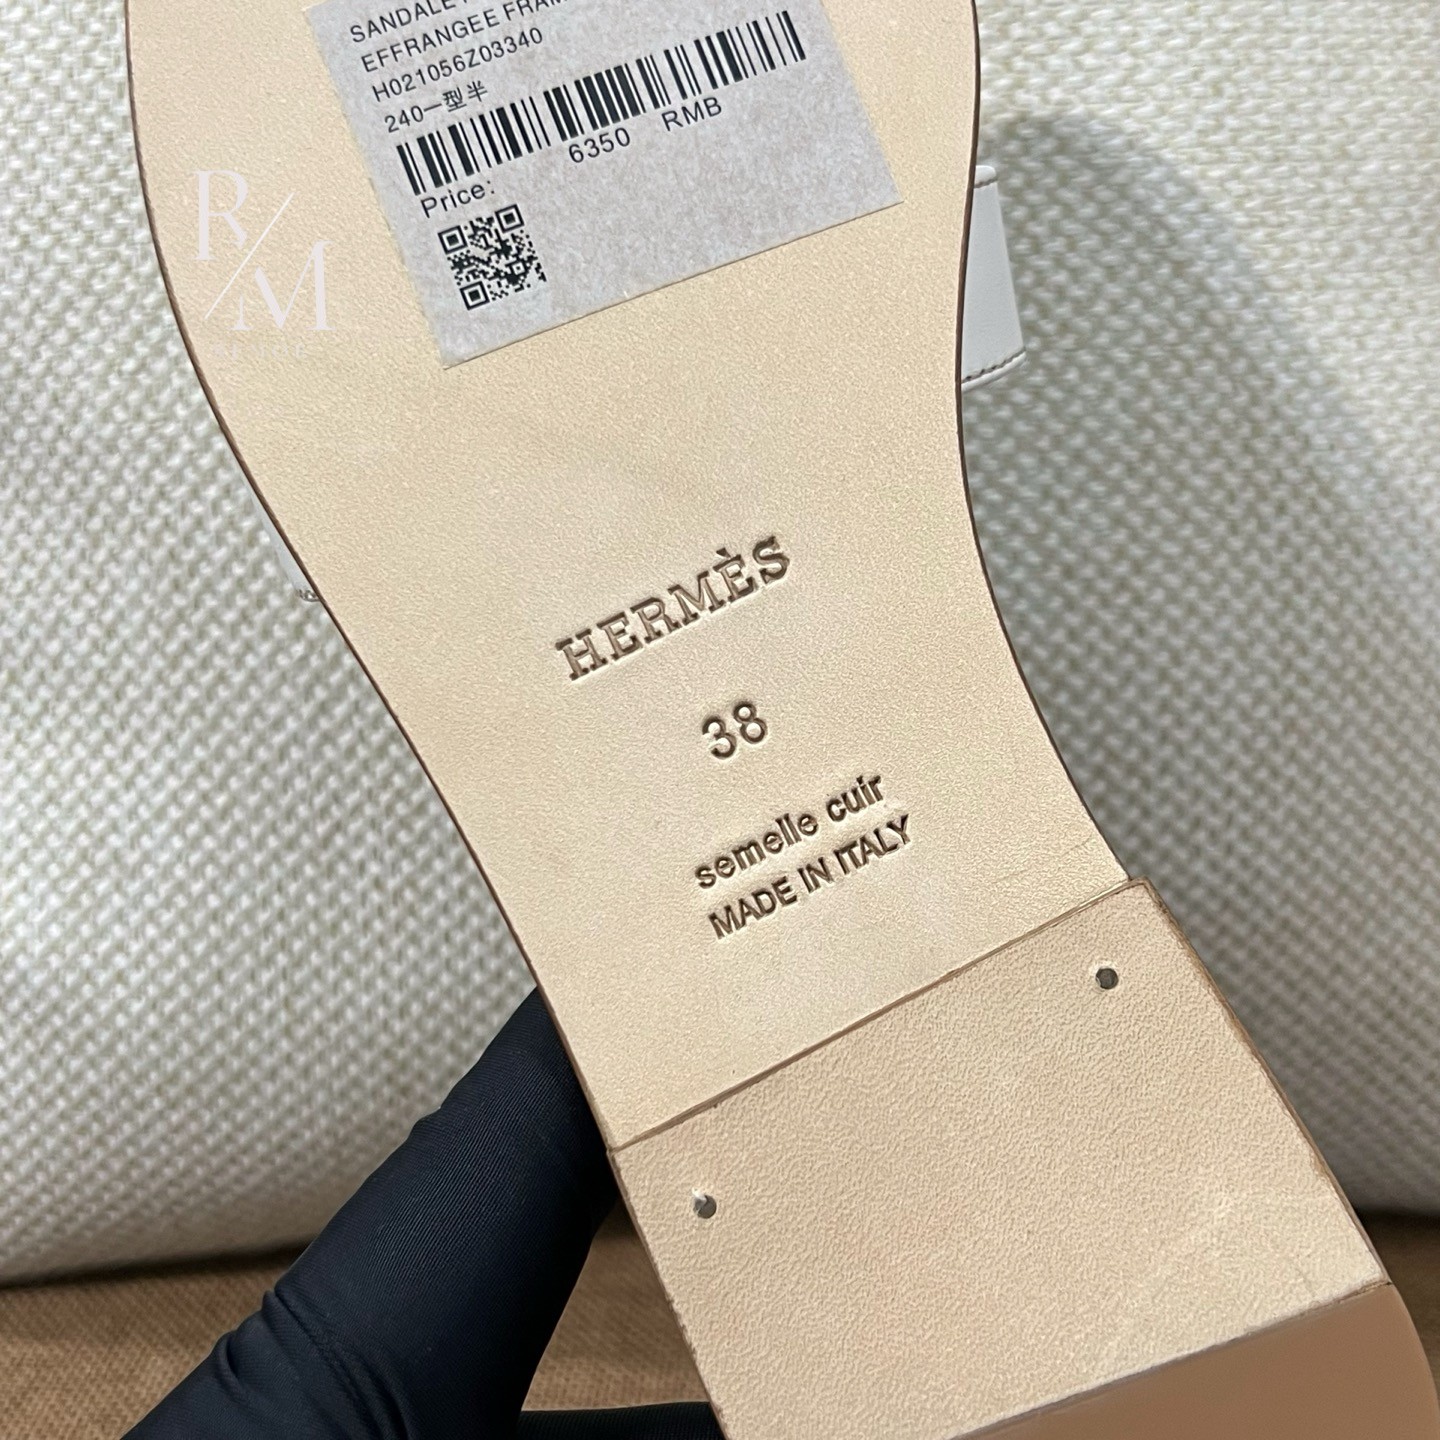 SANDALE
EFFRANGEE FRAM
H021056Z03340
240一型半
6350 RMB
Price:
R/M
HERMÈS
38
semelle cuir
MADE IN ITALY